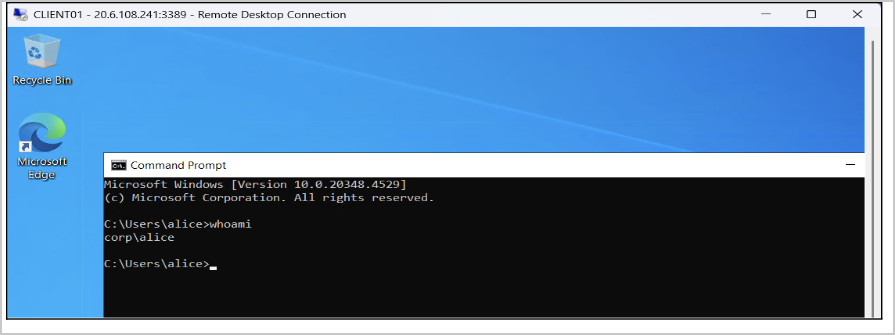 CLIENT01 - 20.6.108.241:3389 - Remote Desktop Connection
Recycle Bin
Microsoft
Edge
Command Prompt
Microsoft Windows [Version 10.0.20348.4529]
(c) Microsoft Corporation. All rights reserved.
C:\Users\alice>whoami
corp\alice
C:\Users\alice>